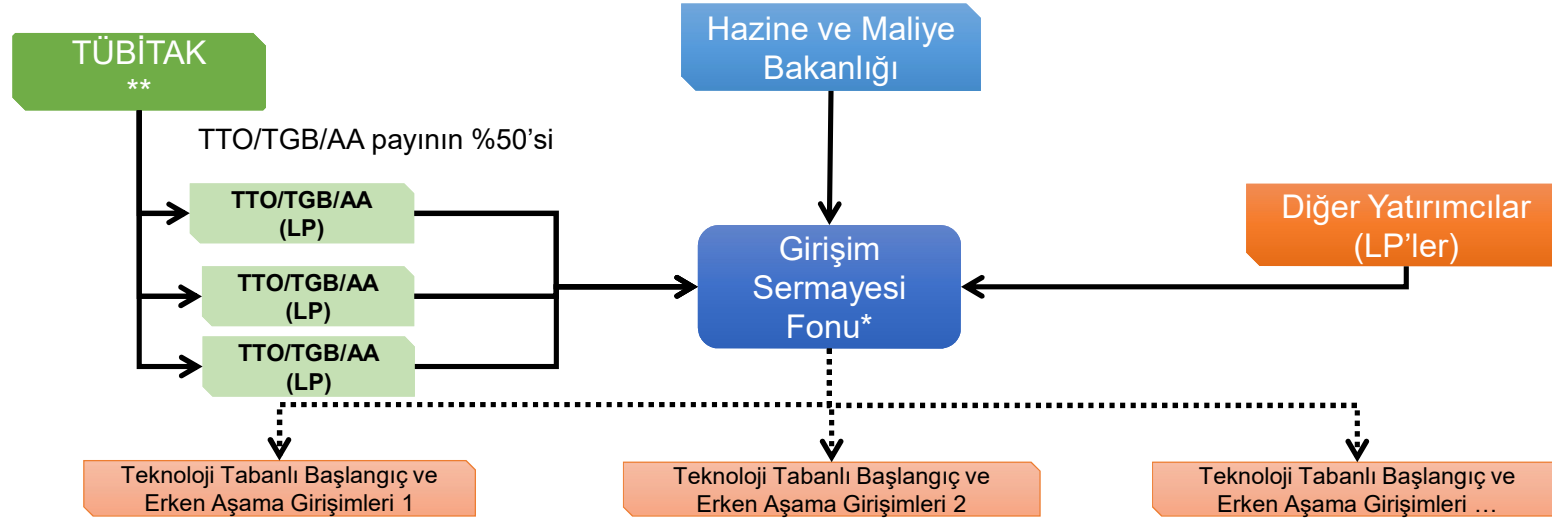 TÜBİTAK
**
Hazine ve Maliye
Bakanlığı
TTO/TGB/AA payının %50’si
TTO/TGB/AA
(LP)
TTO/TGB/AA
(LP)
TTO/TGB/AA
(LP)
Girişim
Sermayesi
Fonu*
Diğer Yatırımcılar
(LP’ler)
Teknoloji Tabanlı Başlangıç ve
Erken Aşama Girişimleri 1
Teknoloji Tabanlı Başlangıç ve
Erken Aşama Girişimleri 2
Teknoloji Tabanlı Başlangıç ve
Erken Aşama Girişimleri …